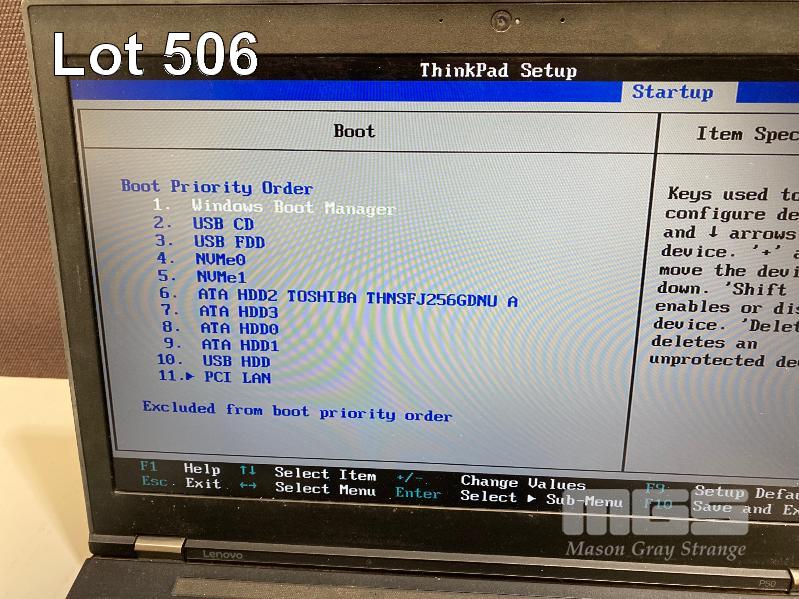 Lot 506
ThinkPad Setup
Startup
Boot
Item Spec
Boot Priority Order
1. Windows Boot Manager
2. USB CD
3. USB FDD
4. NVMe0
5. NVMe1
6. ATA HDD2 TOSHIBA THNSFJ256GDNU A
7. ATA HDD3
8. ATA HDD0
9. ATA HDD1
10. USB HDD
11.▶ PCI LAN
Excluded from boot priority order
Keys used to
configure de
and ↓ arrows
device. '+' a
move the devi
down. 'Shift
enables or dis
device. 'Delet
deletes an
unprotected de
F1 Help ↑↓ Select Item +/- Change Values F9 Setup Defau
Esc Exit ←→ Select Menu Enter Select ▶ Sub-Menu F10 Save and Ex
MGS
Mason Gray Strange
Lenovo
P50